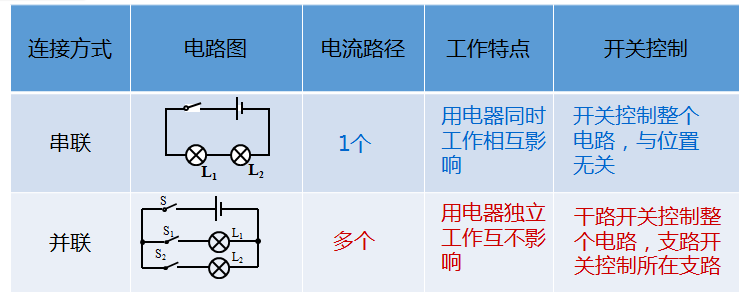 连接方式
电路图
电流路径
工作特点
开关控制
串联
L1
L2
1个
用电器同时
工作相互影
响
开关控制整个
电路，与位置
无关
并联
S
S1
L1
S2
L2
多个
用电器独立
工作互不影
响
干路开关控制整
个电路，支路开
关控制所在支路